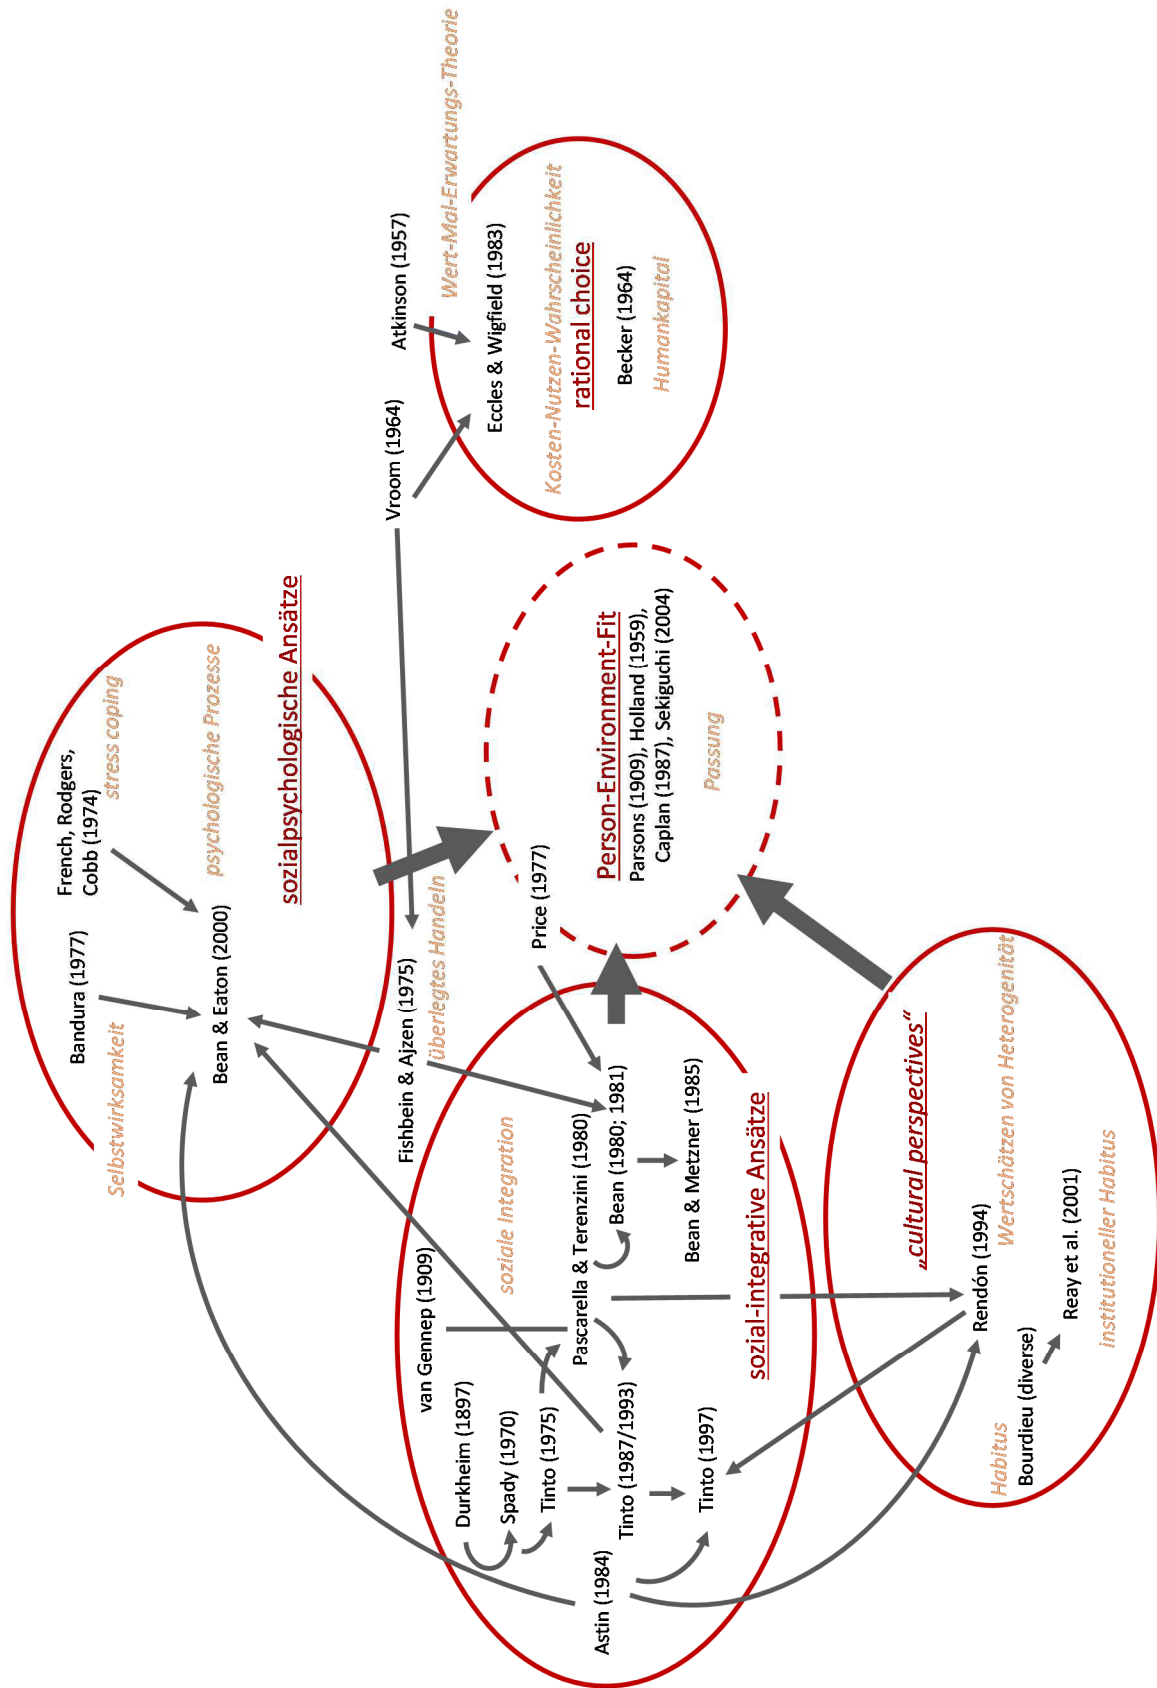 Selbstwirksamkeit
Bandura (1977)
French, Rodgers,
Cobb (1974)
stress coping
Bean & Eaton (2000)
psychologische Prozesse
sozialpsychologische Ansätze
Vroom (1964)
Atkinson (1957)
Wert-Mal-Erwartungs-Theorie
Eccles & Wigfield (1983)
Kosten-Nutzen-Wahrscheinlichkeit
rational choice
Becker (1964)
Humankapital
Fishbein & Ajzen (1975)
überlegtes Handeln
van Gennep (1909)
Durkheim (1897)
Spady (1970)
soziale Integration
Tinto (1975)
Price (1977)
Pascarella & Terenzini (1980)
Astin (1984)
Tinto (1987/1993)
Bean (1980; 1981)
Bean & Metzner (1985)
Tinto (1997)
sozial-integrative Ansätze
Person-Environment-Fit
Parsons (1909), Holland (1959),
Caplan (1987), Sekiguchi (2004)
Passung
„cultural perspectives“
Rendón (1994)
Wertschätzen von Heterogenität
Habitus
Bourdieu (diverse)
Reay et al. (2001)
institutioneller Habitus